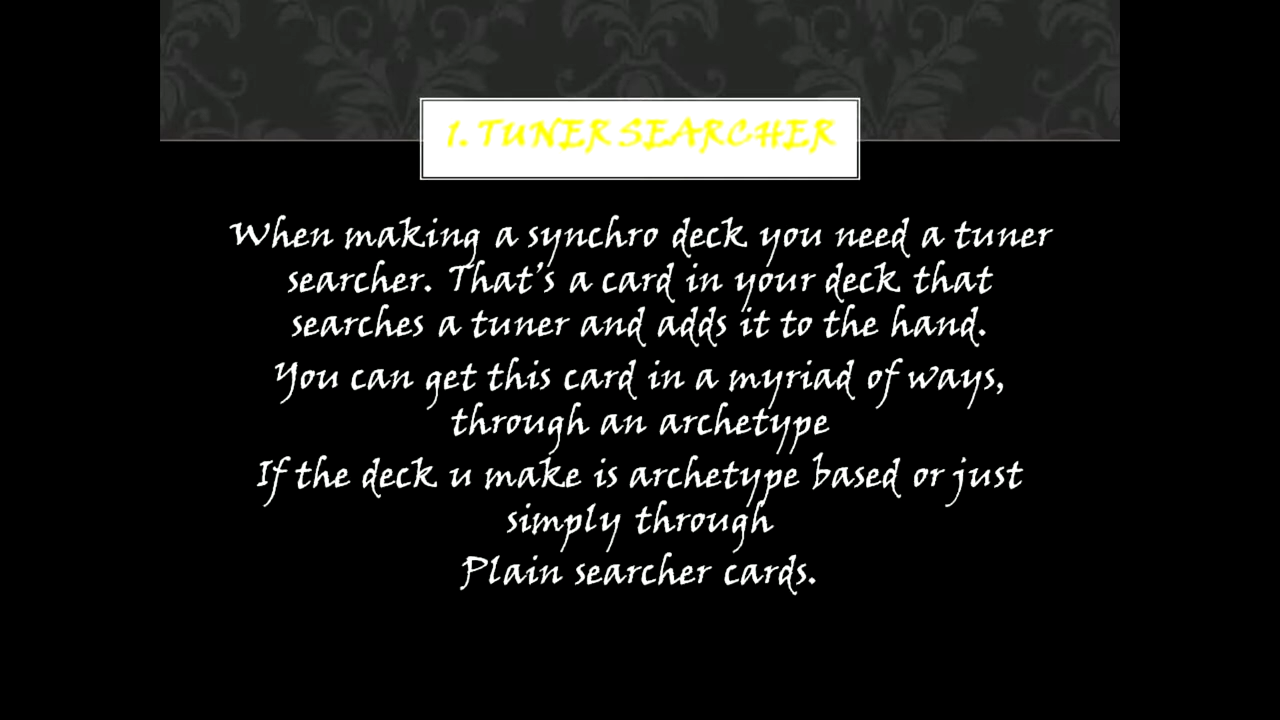 1. TUNER SEARCHER
When making a synchro deck you need a tuner
searcher. That's a card in your deck that
searches a tuner and adds it to the hand.
You can get this card in a myriad of ways,
through an archetype
If the deck u make is archetype based or just
simply through
Plain searcher cards.